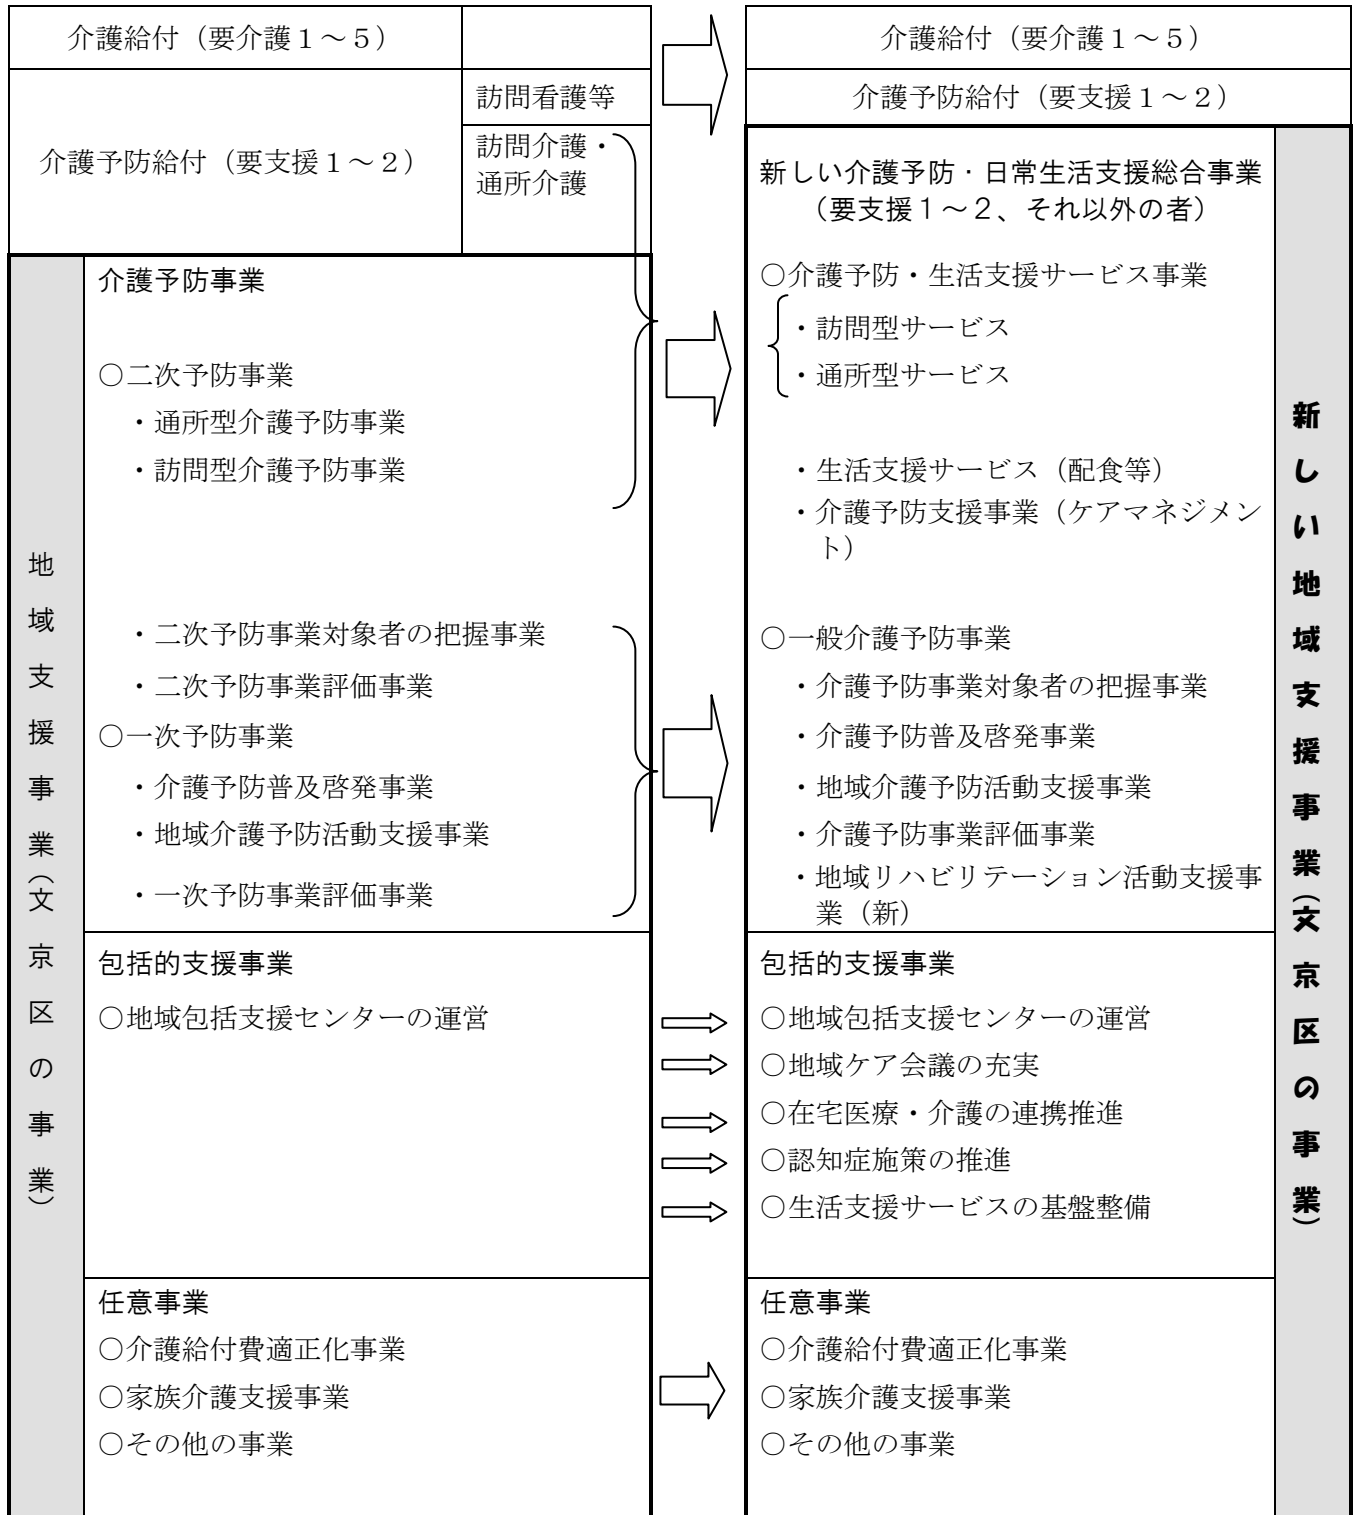 介護給付（要介護１～５）
訪問看護等
介護予防給付（要支援１～２）
訪問介護・
通所介護
地域支援事業（文京区の事業）
介護予防事業
○二次予防事業
・通所型介護予防事業
・訪問型介護予防事業
・二次予防事業対象者の把握事業
・二次予防事業評価事業
○一次予防事業
・介護予防普及啓発事業
・地域介護予防活動支援事業
・一次予防事業評価事業
包括的支援事業
○地域包括支援センターの運営
任意事業
○介護給付費適正化事業
○家族介護支援事業
○その他の事業
介護給付（要介護１～５）
介護予防給付（要支援１～２）
新しい介護予防・日常生活支援総合事業
（要支援１～２、それ以外の者）
○介護予防・生活支援サービス事業
・訪問型サービス
・通所型サービス
・生活支援サービス（配食等）
・介護予防支援事業（ケアマネジメン
ト）
○一般介護予防事業
・介護予防事業対象者の把握事業
・介護予防普及啓発事業
・地域介護予防活動支援事業
・介護予防事業評価事業
・地域リハビリテーション活動支援事
業（新）
包括的支援事業
○地域包括支援センターの運営
○地域ケア会議の充実
○在宅医療・介護の連携推進
○認知症施策の推進
○生活支援サービスの基盤整備
任意事業
○介護給付費適正化事業
○家族介護支援事業
○その他の事業
新しい地域支援事業（文京区の事業）